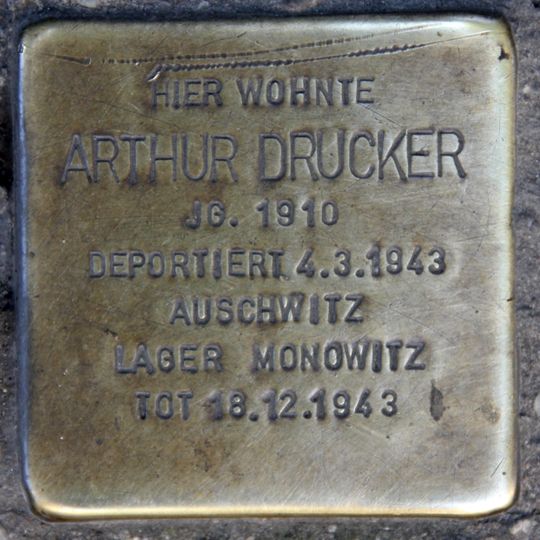 HIER WOHNTE
ARTHUR DRUCKER
JG. 1910
DEPORTIERT 4.3.1943
AUSCHWITZ
LAGER MONOWITZ
TOT 18.12.1943